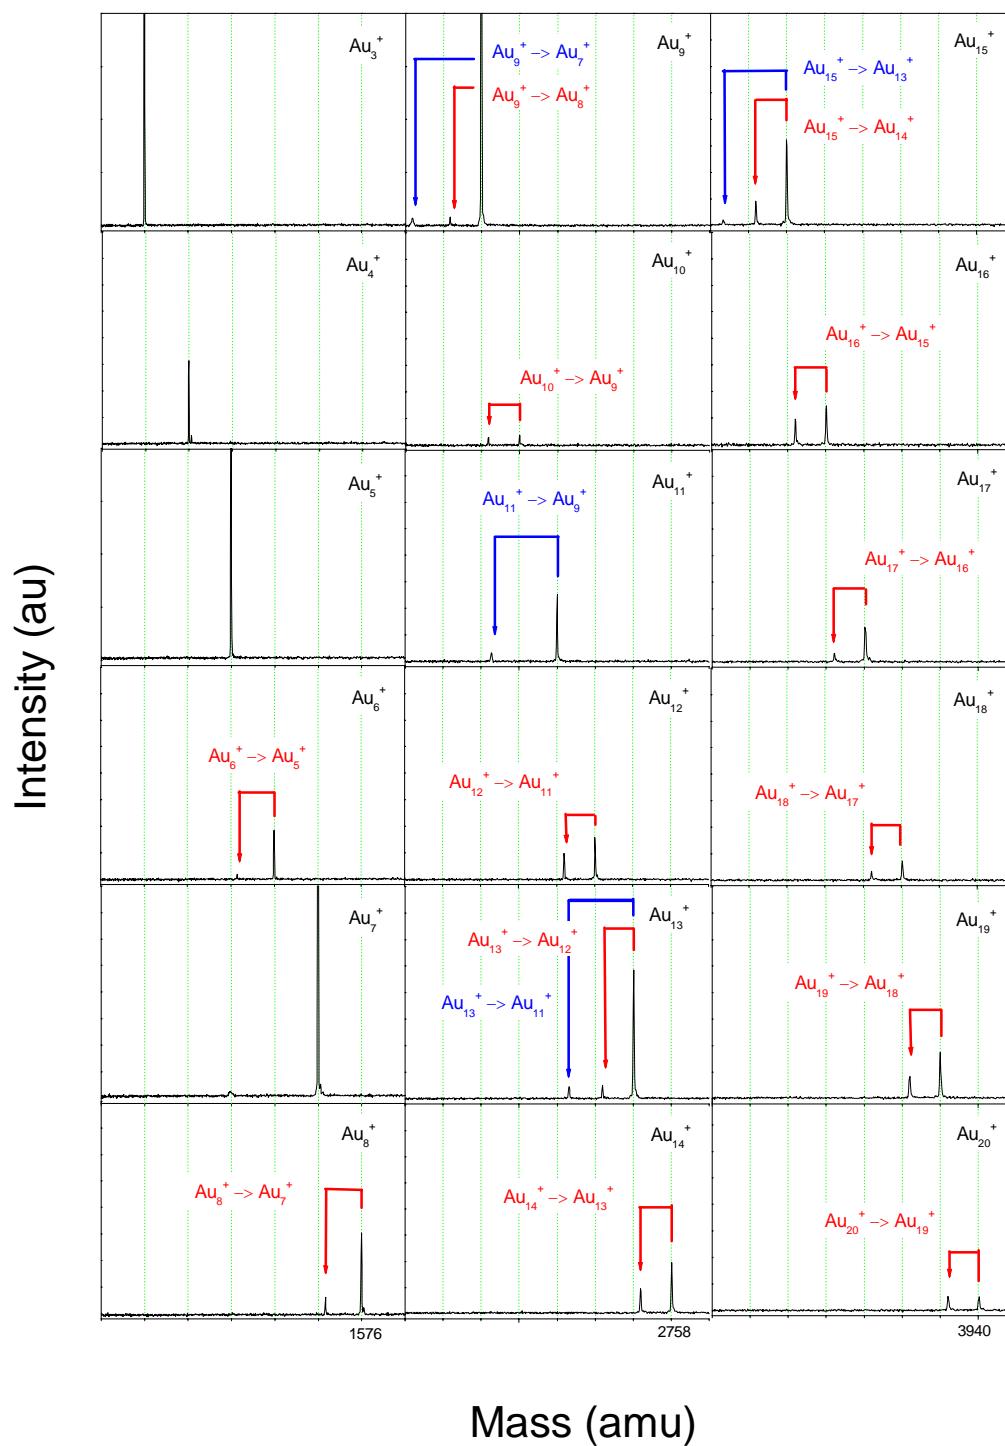 Au₃⁺
Au₉⁺ –> Au₇⁺
Au₉⁺
Au₉⁺ –> Au₈⁺
Au₁₅⁺
Au₁₅⁺ –> Au₁₃⁺
Au₁₅⁺ –> Au₁₄⁺
Au₄⁺
Au₁₀⁺
Au₁₀⁺ –> Au₉⁺
Au₁₆⁺
Au₁₆⁺ –> Au₁₅⁺
Au₅⁺
Au₁₁⁺
Au₁₁⁺ –> Au₉⁺
Au₁₇⁺
Au₁₇⁺ –> Au₁₆⁺
Au₆⁺
Au₆⁺ –> Au₅⁺
Au₁₂⁺
Au₁₂⁺ –> Au₁₁⁺
Au₁₈⁺
Au₁₈⁺ –> Au₁₇⁺
Au₇⁺
Au₁₃⁺
Au₁₃⁺ –> Au₁₂⁺
Au₁₃⁺ –> Au₁₁⁺
Au₁₉⁺
Au₁₉⁺ –> Au₁₈⁺
Au₈⁺
Au₈⁺ –> Au₇⁺
Au₁₄⁺
Au₁₄⁺ –> Au₁₃⁺
Au₂₀⁺
Au₂₀⁺ –> Au₁₉⁺
1576
2758
3940
Intensity (au)
Mass (amu)